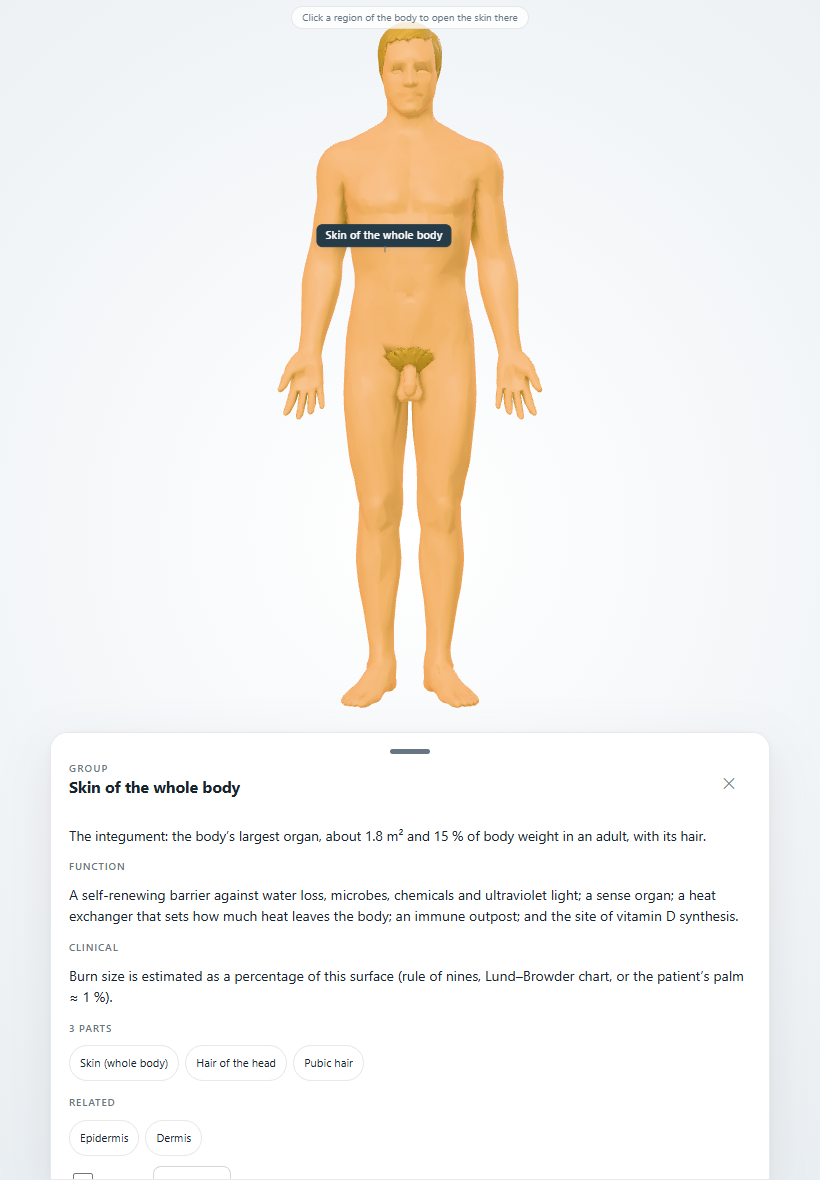 Click a region of the body to open the skin there
Skin of the whole body
GROUP
Skin of the whole body
The integument: the body’s largest organ, about 1.8 m² and 15 % of body weight in an adult, with its hair.
FUNCTION
A self-renewing barrier against water loss, microbes, chemicals and ultraviolet light; a sense organ; a heat
exchanger that sets how much heat leaves the body; an immune outpost; and the site of vitamin D synthesis.
CLINICAL
Burn size is estimated as a percentage of this surface (rule of nines, Lund–Browder chart, or the patient’s palm
≈ 1 %).
3 PARTS
Skin (whole body) Hair of the head Pubic hair
RELATED
Epidermis Dermis